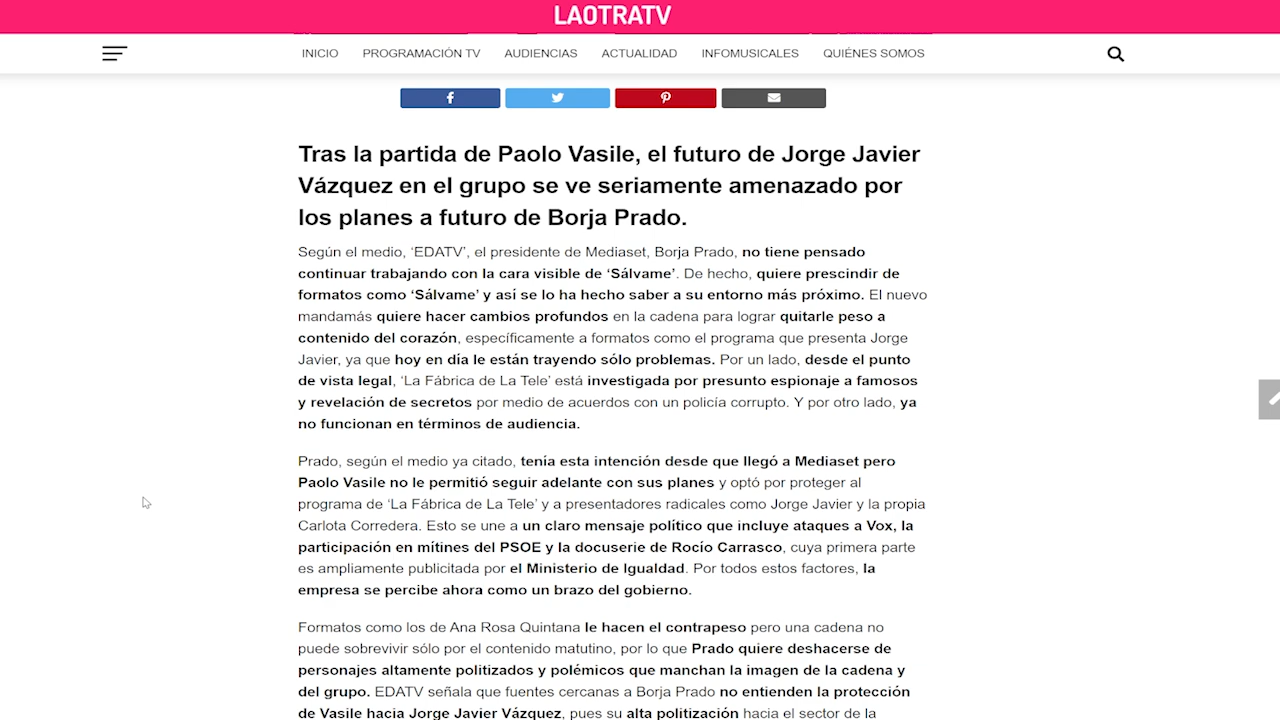 LAOTRATV
INICIO PROGRAMACIÓN TV AUDIENCIAS ACTUALIDAD INFOMUSICALES QUIÉNES SOMOS
Tras la partida de Paolo Vasile, el futuro de Jorge Javier
Vázquez en el grupo se ve seriamente amenazado por
los planes a futuro de Borja Prado.
Según el medio, ‘EDATV’, el presidente de Mediaset, Borja Prado, no tiene pensado
continuar trabajando con la cara visible de ‘Sálvame’. De hecho, quiere prescindir de
formatos como ‘Sálvame’ y así se lo ha hecho saber a su entorno más próximo. El nuevo
mandamás quiere hacer cambios profundos en la cadena para lograr quitarle peso a
contenido del corazón, específicamente a formatos como el programa que presenta Jorge
Javier, ya que hoy en día le están trayendo sólo problemas. Por un lado, desde el punto
de vista legal, ‘La Fábrica de La Tele’ está investigada por presunto espionaje a famosos
y revelación de secretos por medio de acuerdos con un policía corrupto. Y por otro lado, ya
no funcionan en términos de audiencia.
Prado, según el medio ya citado, tenía esta intención desde que llegó a Mediaset pero
Paolo Vasile no le permitió seguir adelante con sus planes y optó por proteger al
programa de ‘La Fábrica de La Tele’ y a presentadores radicales como Jorge Javier y la propia
Carlota Corredera. Esto se une a un claro mensaje político que incluye ataques a Vox, la
participación en mítines del PSOE y la docuserie de Rocío Carrasco, cuya primera parte
es ampliamente publicitada por el Ministerio de Igualdad. Por todos estos factores, la
empresa se percibe ahora como un brazo del gobierno.
Formatos como los de Ana Rosa Quintana le hacen el contrapeso pero una cadena no
puede sobrevivir sólo por el contenido matutino, por lo que Prado quiere deshacerse de
personajes altamente politizados y polémicos que manchan la imagen de la cadena y
del grupo. EDATV señala que fuentes cercanas a Borja Prado no entienden la protección
de Vasile hacia Jorge Javier Vázquez, pues su alta politización hacia el sector de la